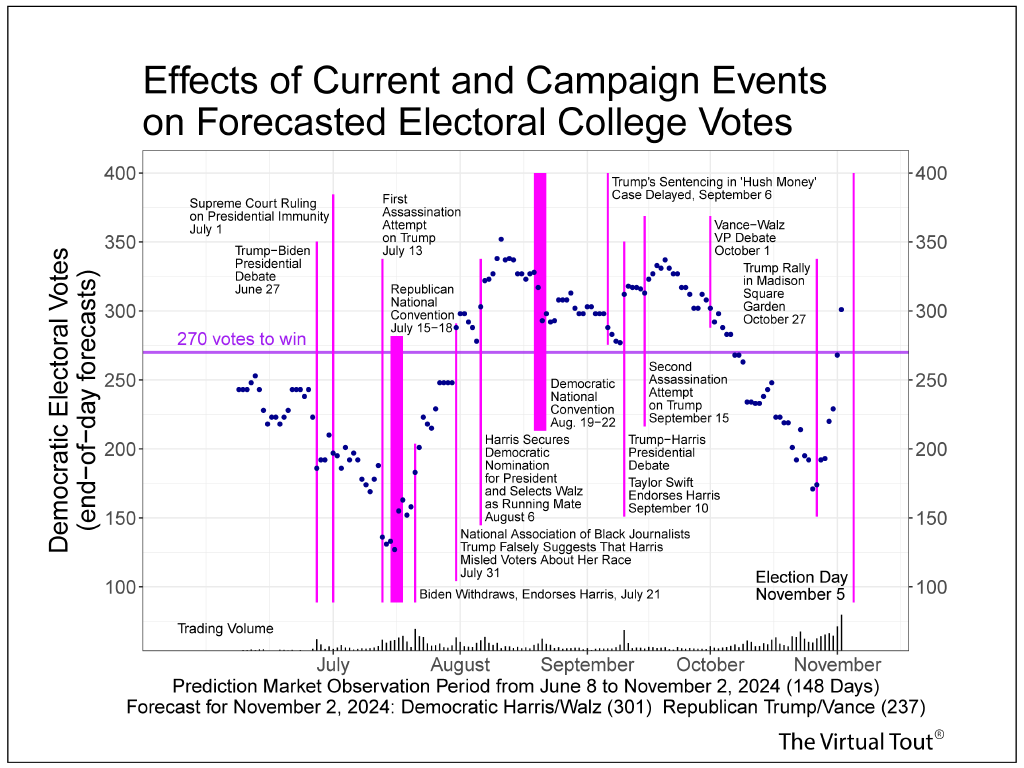 Effects of Current and Campaign Events
on Forecasted Electoral College Votes
Democratic Electoral Votes
(end−of−day forecasts)
400
350
300
250
200
150
100
400
350
300
250
200
150
100
Supreme Court Ruling
on Presidential Immunity
July 1
Trump−Biden
Presidential
Debate
June 27
270 votes to win
First
Assassination
Attempt
on Trump
July 13
Republican
National
Convention
July 15−18
Trump's Sentencing in 'Hush Money'
Case Delayed, September 6
Vance−Walz
VP Debate
October 1
Trump Rally
in Madison
Square
Garden
October 27
Democratic
National
Convention
Aug. 19−22
Second
Assassination
Attempt
on Trump
September 15
Harris Secures
Democratic
Nomination
for President
and Selects Walz
as Running Mate
August 6
Trump−Harris
Presidential
Debate
Taylor Swift
Endorses Harris
September 10
National Association of Black Journalists
Trump Falsely Suggests That Harris
Misled Voters About Her Race
July 31
Biden Withdraws, Endorses Harris, July 21
Election Day
November 5
Trading Volume
July
August
September
October
November
Prediction Market Observation Period from June 8 to November 2, 2024 (148 Days)
Forecast for November 2, 2024: Democratic Harris/Walz (301) Republican Trump/Vance (237)
The Virtual Tout®